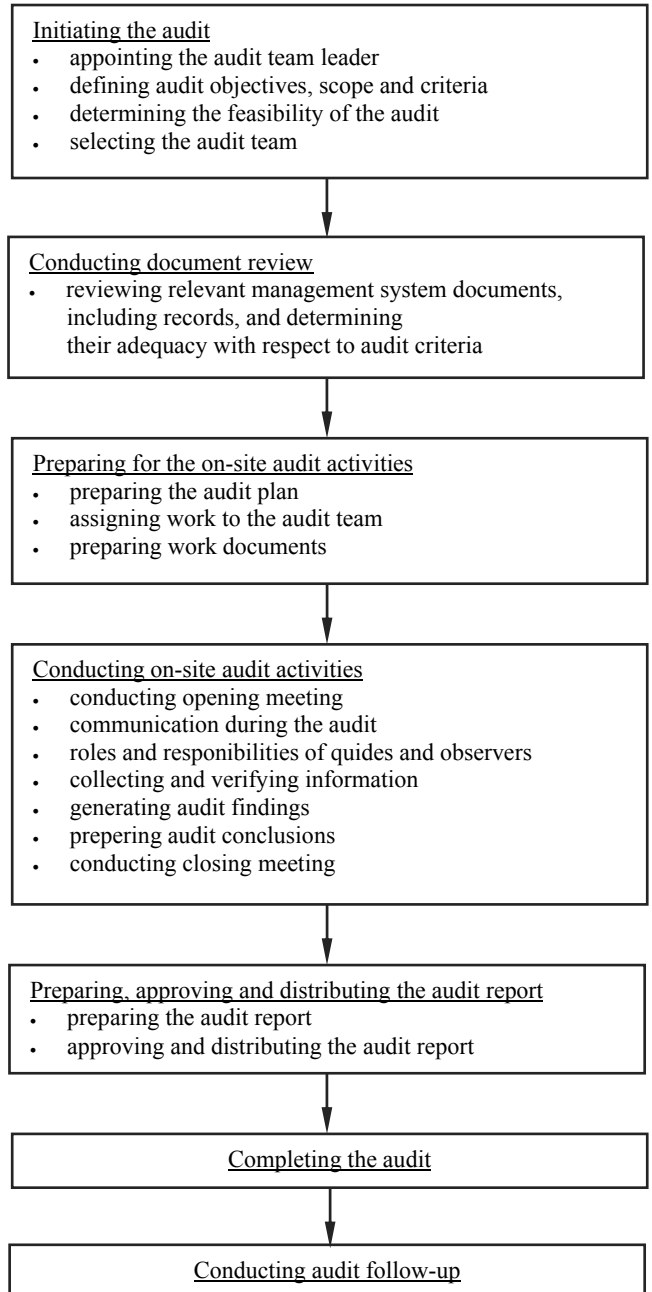 Initiating the audit
• appointing the audit team leader
• defining audit objectives, scope and criteria
• determining the feasibility of the audit
• selecting the audit team
Conducting document review
• reviewing relevant management system documents,
including records, and determining
their adequacy with respect to audit criteria
Preparing for the on-site audit activities
• preparing the audit plan
• assigning work to the audit team
• preparing work documents
Conducting on-site audit activities
• conducting opening meeting
• communication during the audit
• roles and responibilities of quides and observers
• collecting and verifying information
• generating audit findings
• prepering audit conclusions
• conducting closing meeting
Preparing, approving and distributing the audit report
• preparing the audit report
• approving and distributing the audit report
Completing the audit
Conducting audit follow-up